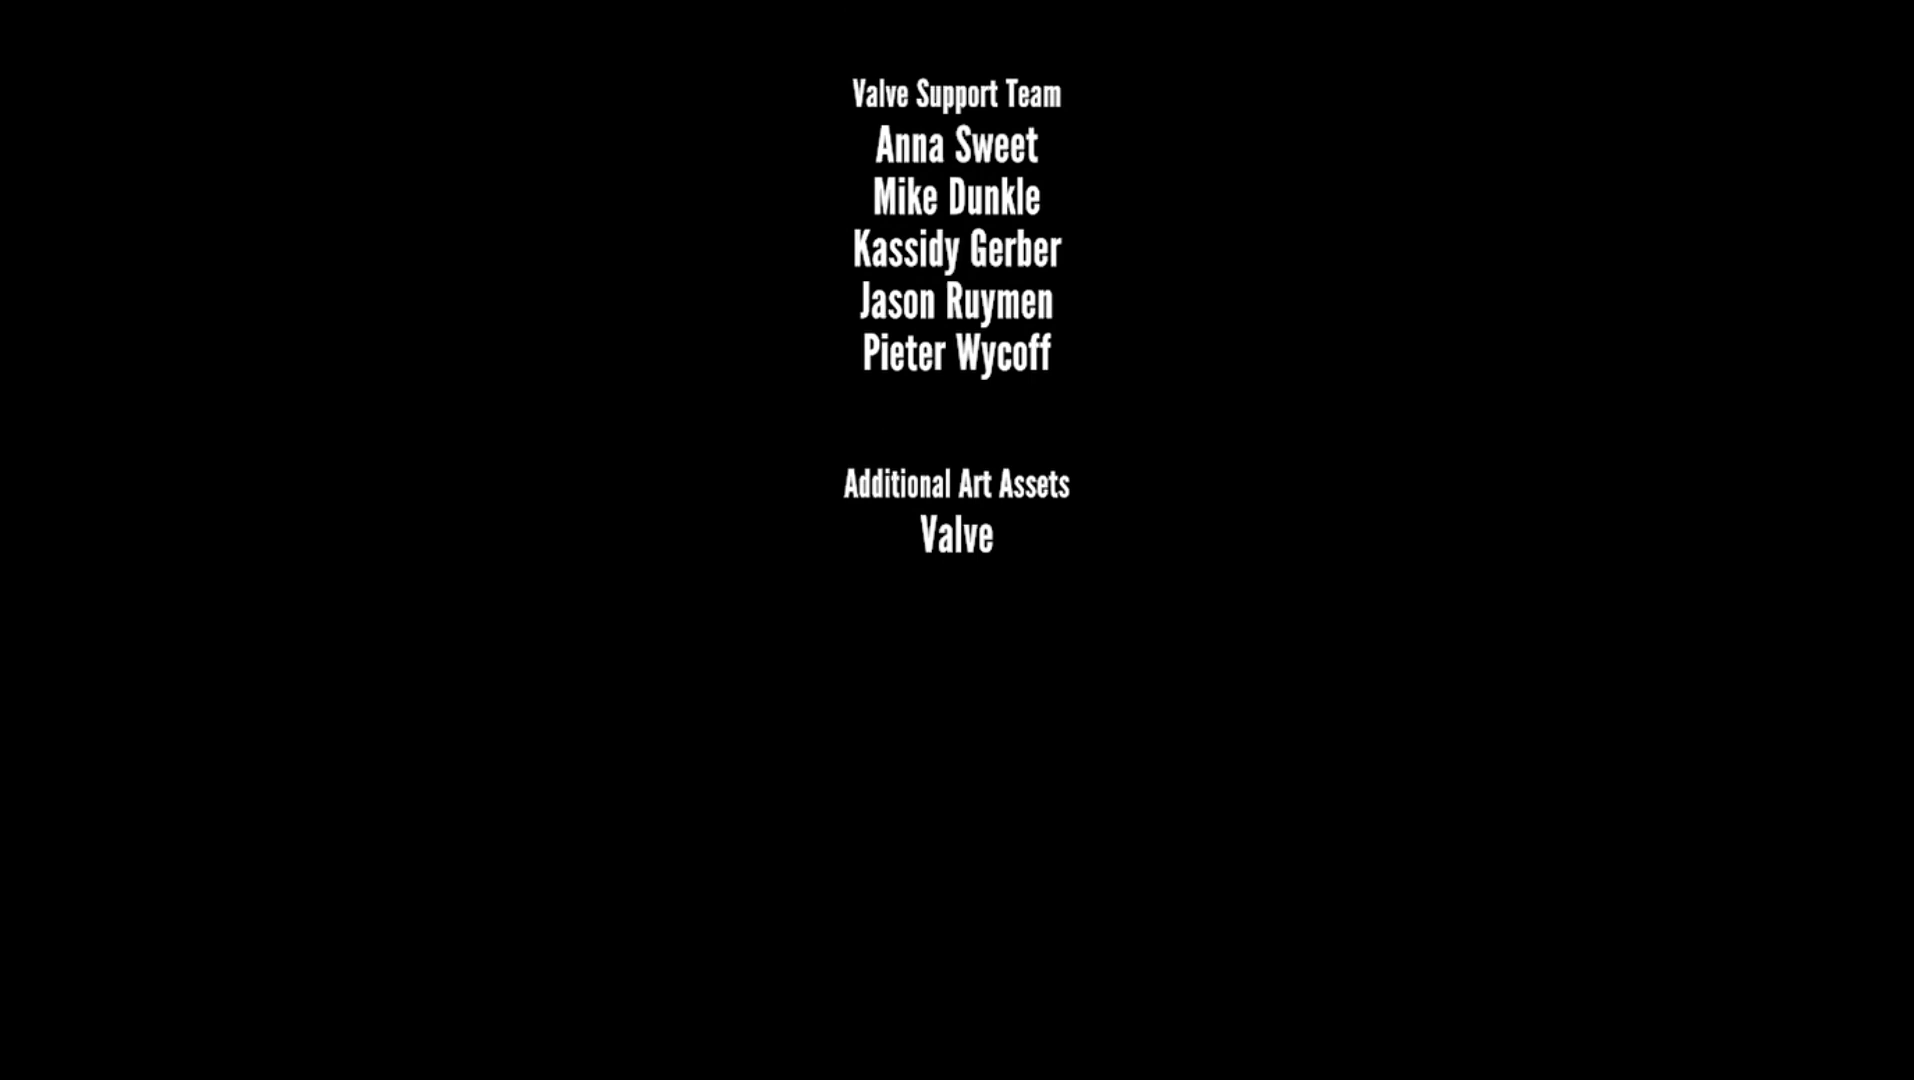 Valve Support Team
Anna Sweet
Mike Dunkle
Kassidy Gerber
Jason Ruymen
Pieter Wycoff
Additional Art Assets
Valve